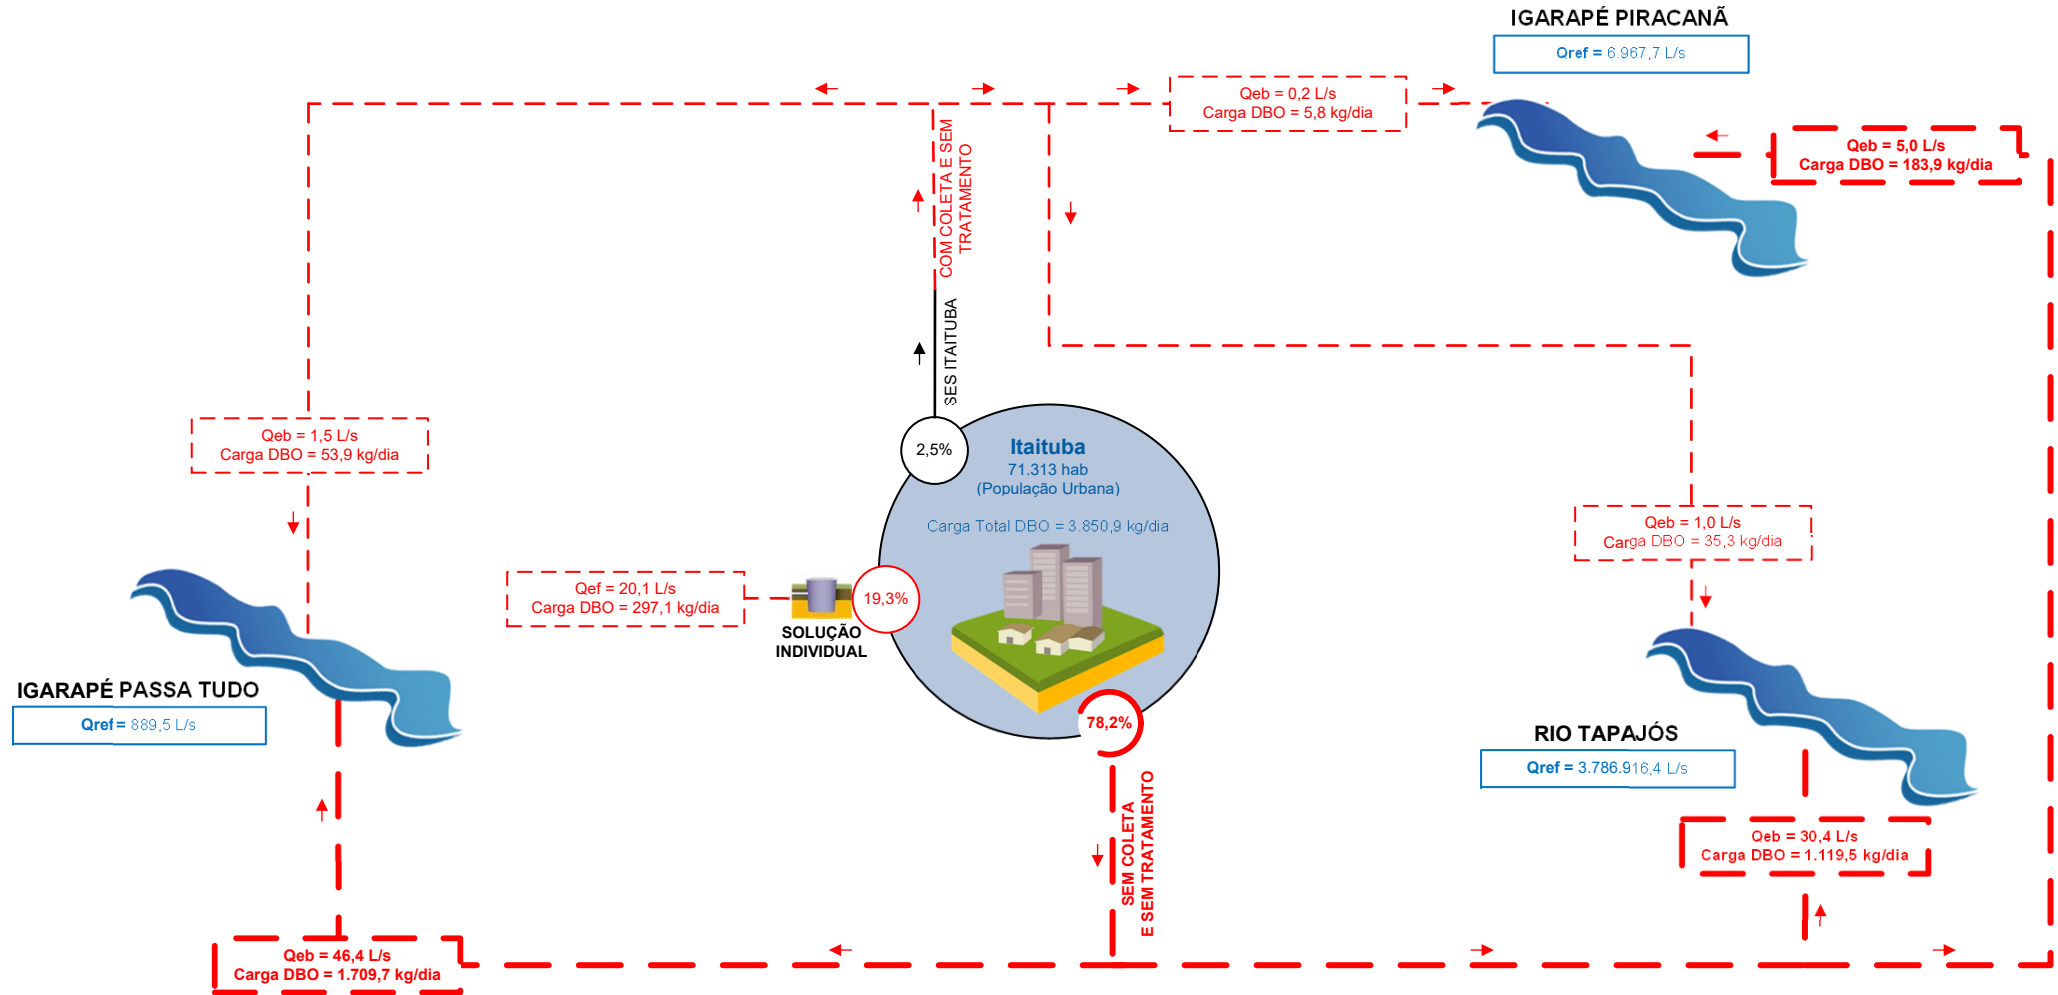 IGARAPÉ PIRACANÃ
Qref = 6.967,7 L/s
Qeb = 0,2 L/s
Carga DBO = 5,8 kg/dia
Qeb = 5,0 L/s
Carga DBO = 183,9 kg/dia
COM COLETA E SEM
TRATAMENTO
SES ITAITUBA
Qeb = 1,5 L/s
Carga DBO = 53,9 kg/dia
2,5%
Itaituba
71.313 hab
(População Urbana)
Carga Total DBO = 3.850,9 kg/dia
Qeb = 1,0 L/s
Carga DBO = 35,3 kg/dia
Qef = 20,1 L/s
Carga DBO = 297,1 kg/dia
19,3%
SOLUÇÃO
INDIVIDUAL
IGARAPÉ PASSA TUDO
Qref = 889,5 L/s
78,2%
RIO TAPAJÓS
Qref = 3.786.916,4 L/s
SEM COLETA
E SEM TRATAMENTO
Qeb = 30,4 L/s
Carga DBO = 1.119,5 kg/dia
Qeb = 46,4 L/s
Carga DBO = 1.709,7 kg/dia